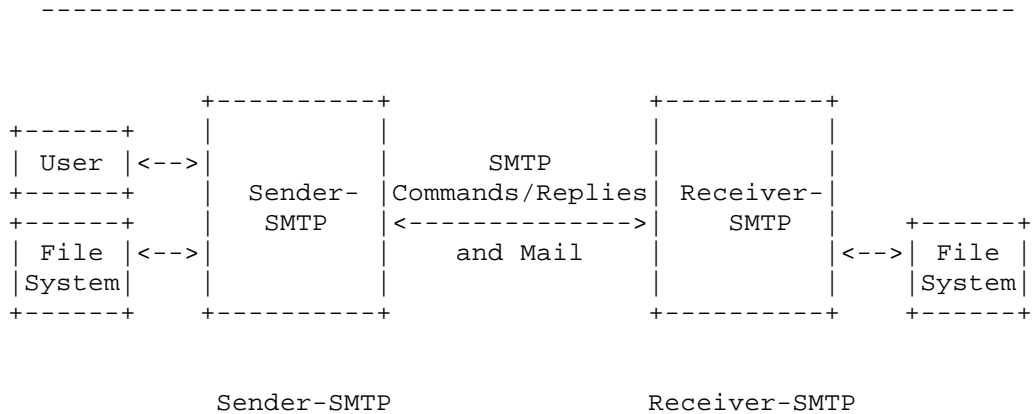 ------------------------------------------------------------
+----------+ +----------+
+------+ | | | |
| User |<-->| | SMTP | |
+------+ | Sender- |Commands/Replies| Receiver-|
+------+ | SMTP |<-------------->| SMTP | +------+
| File |<-->| | and Mail | |<-->| File |
|System| | | | | |System|
+------+ +----------+ +----------+ +------+
Sender-SMTP Receiver-SMTP